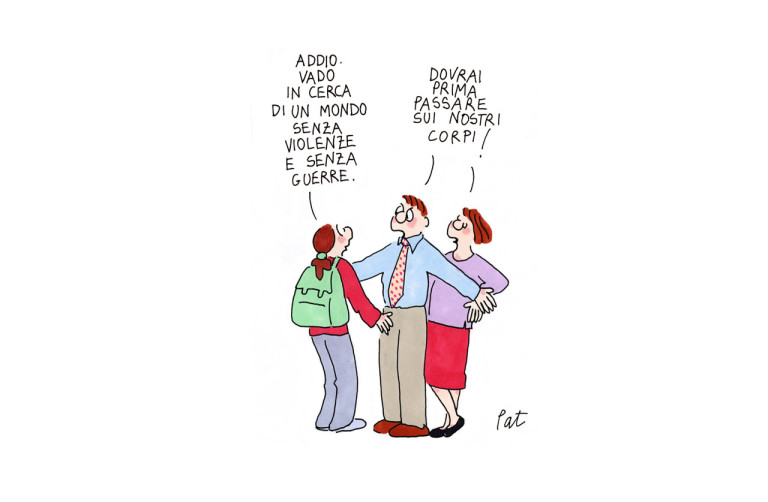 ADDIO.
VADO
IN CERCA
DI UN MONDO
SENZA
VIOLENZE
E SENZA
GUERRE.
DOVRAI
PRIMA
PASSARE
SUI NOSTRI
CORPI!
Pat